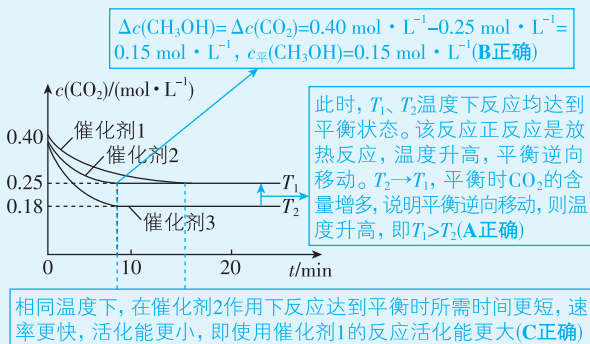 Δc(CH₃OH)=Δc(CO₂)=0.40 mol·L⁻¹−0.25 mol·L⁻¹=
0.15 mol·L⁻¹, c平(CH₃OH)=0.15 mol·L⁻¹(B正确)
c(CO₂)/(mol·L⁻¹)
0.40
催化剂1
催化剂2
0.25
T₁
0.18
T₂
催化剂3
0
10
20
t/min
此时, T₁、T₂温度下反应均达到
平衡状态。该反应正反应是放
热反应, 温度升高, 平衡逆向
移动。T₂→T₁, 平衡时CO₂的含
量增多, 说明平衡逆向移动, 则温
度升高, 即T₁>T₂(A正确)
相同温度下, 在催化剂2作用下反应达到平衡时所需时间更短, 速
率更快, 活化能更小, 即使用催化剂1的反应活化能更大(C正确)